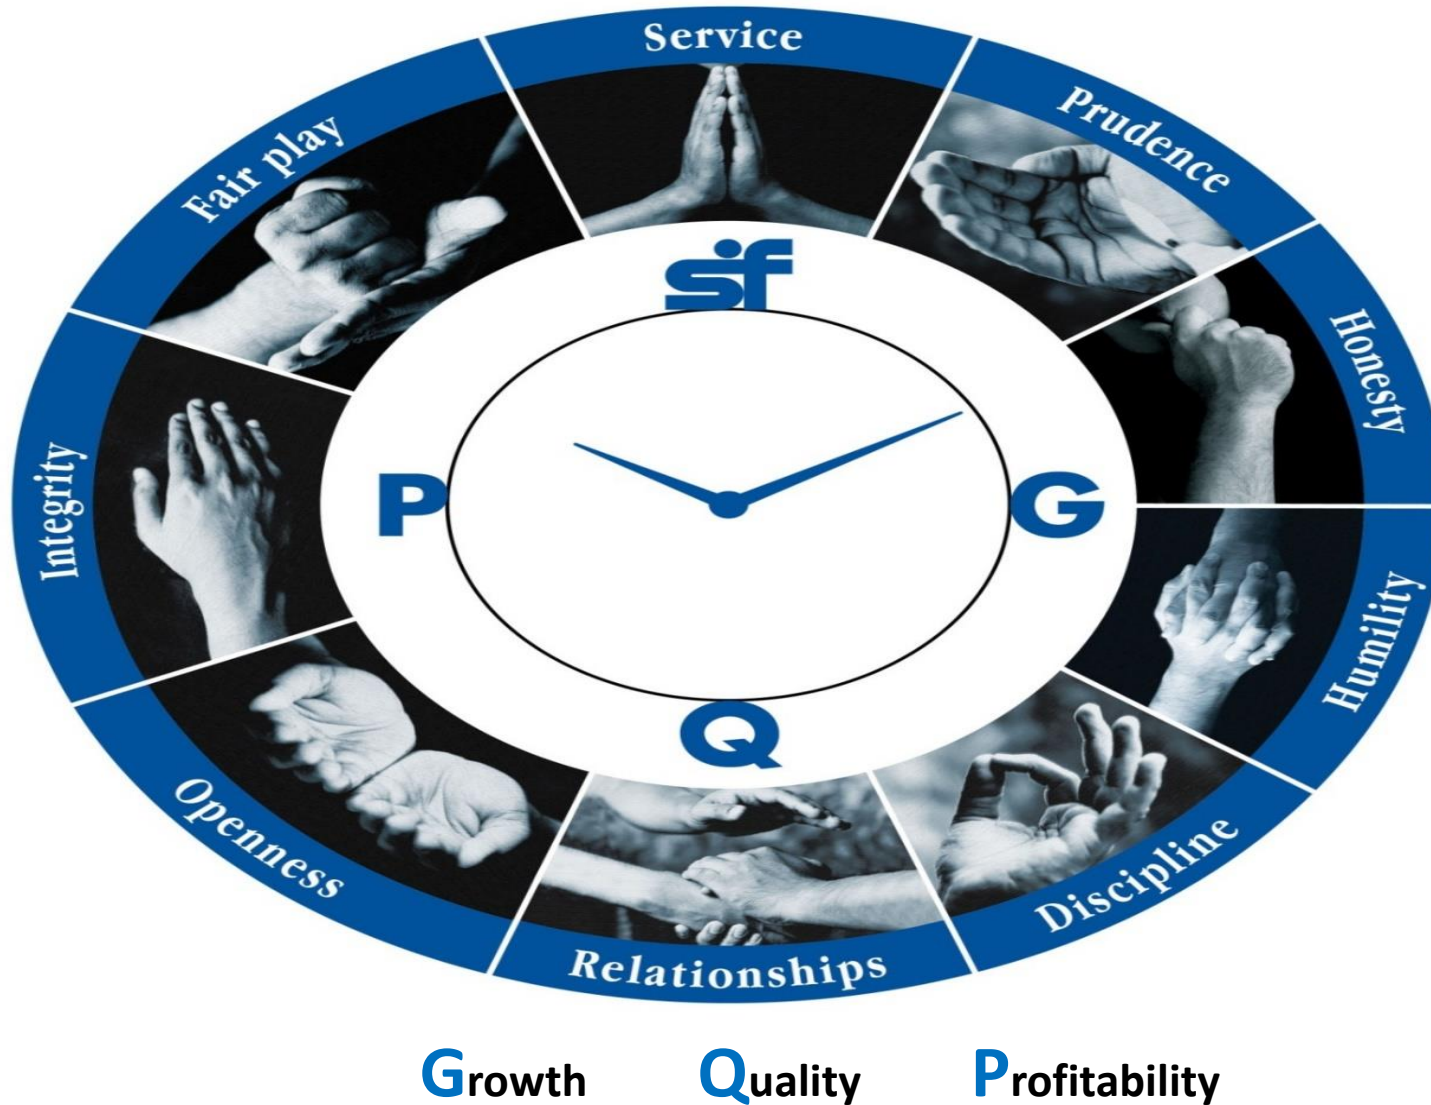 Service
Prudence
Honesty
Humility
Discipline
Relationships
Openness
Integrity
Fair play
sf
G
Q
P
Growth Quality Profitability